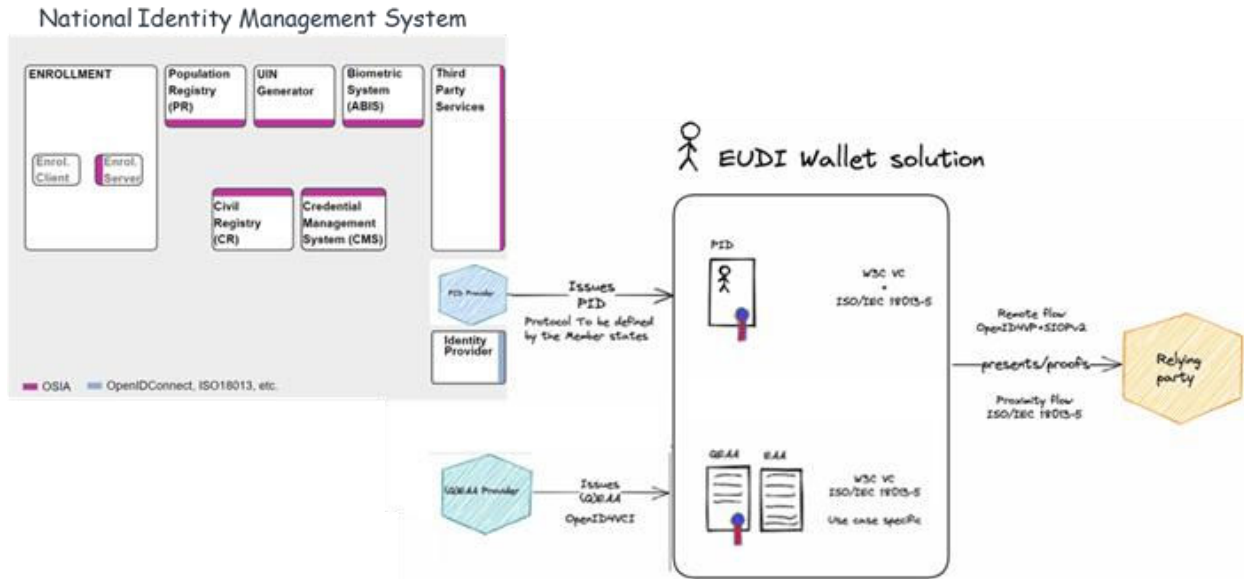 National Identity Management System
ENROLLMENT
Enrol.
Client
Enrol.
Server
Population
Registry
(PR)
UIN
Generator
Biometric
System
(ABIS)
Third
Party
Services
Civil
Registry
(CR)
Credential
Management
System (CMS)
PID Provider
Identity
Provider
OSIA
OpenIDConnect, ISO18013, etc.
Issues
PID
Protocol To be defined
by the Member states
(Q)EAA Provider
Issues
(Q)EAA
OpenID4VCI
EUDI Wallet solution
PID
W3C VC
+
ISO/IEC 18013-5
QEAA
EAA
W3C VC
ISO/IEC 18013-5
Use case specific
Remote flow
OpenID4VP+SIOPv2
presents/proofs
Proximity flow
ISO/IEC 18013-5
Relying
party